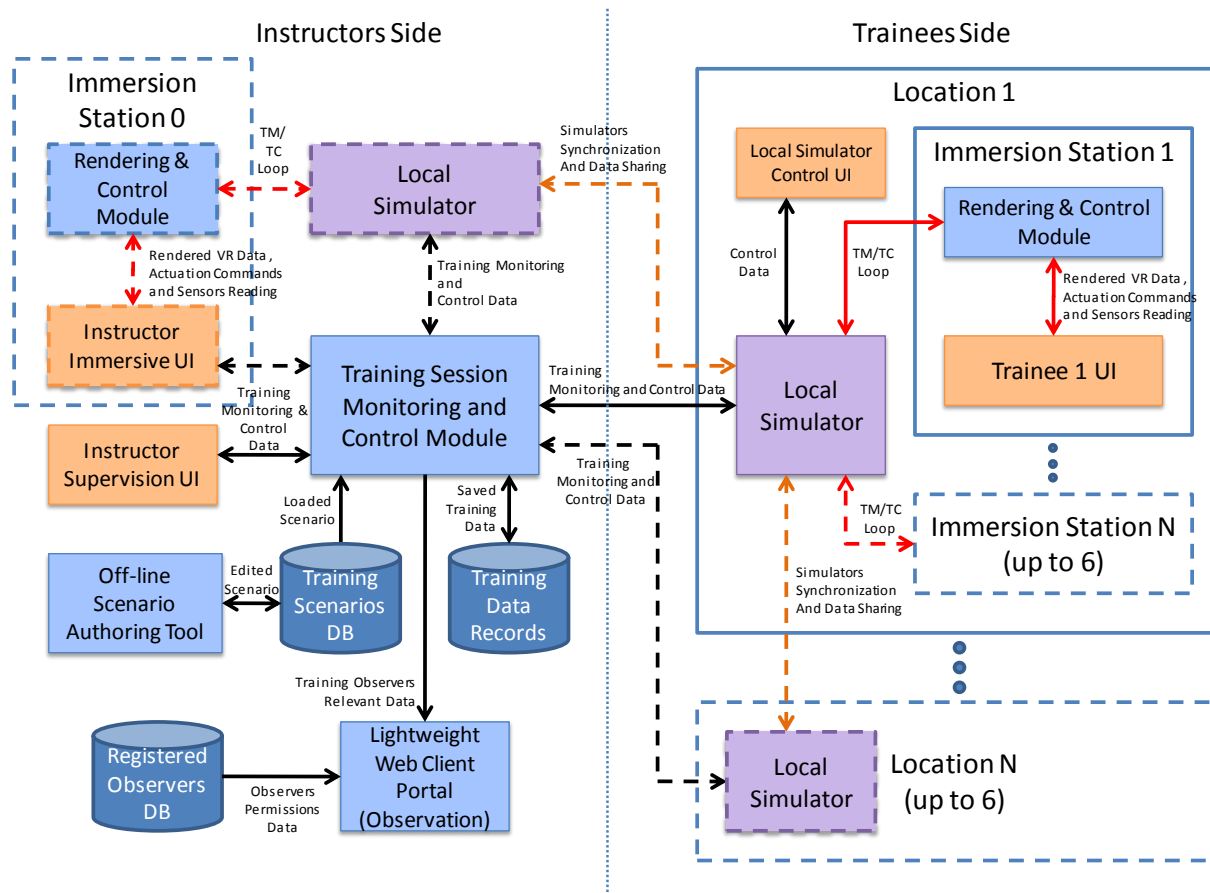 Instructors Side
Trainees Side
Immersion
Station 0
Rendering &
Control
Module
TM/
TC
Loop
Local
Simulator
Simulators
Synchronization
And Data Sharing
Rendered VR Data ,
Actuation Commands
and Sensors Reading
Training Monitoring
and
Control Data
Instructor
Immersive UI
Training
Monitoring &
Control
Data
Instructor
Supervision UI
Training Session
Monitoring and
Control Module
Training
Monitoring and Control Data
Training
Monitoring and
Control Data
Loaded
Scenario
Saved
Training
Data
Off-line
Scenario
Authoring Tool
Edited
Scenario
Training
Scenarios
DB
Training
Data
Records
Training Observers
Relevant Data
Registered
Observers
DB
Observers
Permissions
Data
Lightweight
Web Client
Portal
(Observation)
Location 1
Local Simulator
Control UI
Immersion Station 1
Rendering & Control
Module
Control
Data
TM/TC
Loop
Rendered VR Data ,
Actuation Commands
and Sensors Reading
Trainee 1 UI
Local
Simulator
TM/TC
Loop
Immersion Station N
(up to 6)
Simulators
Synchronization
And Data Sharing
Local
Simulator
Location N
(up to 6)